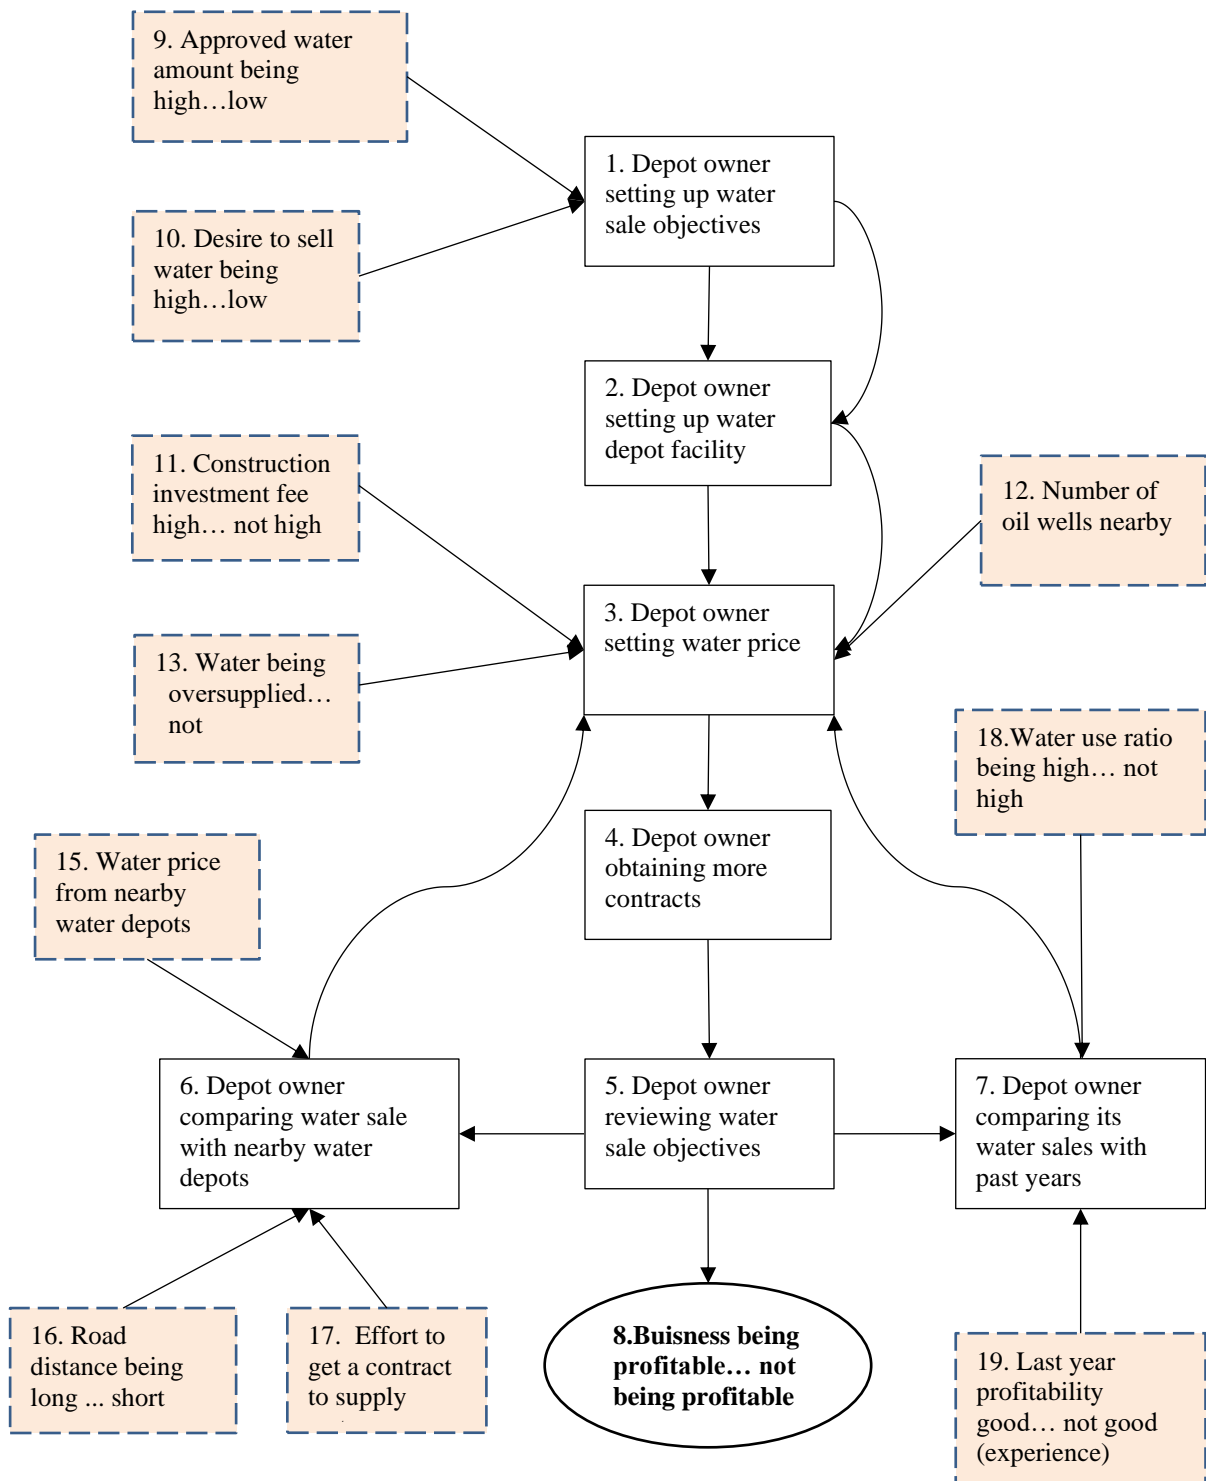 9. Approved water
amount being
high…low
1. Depot owner
setting up water
sale objectives
10. Desire to sell
water being
high…low
2. Depot owner
setting up water
depot facility
11. Construction
investment fee
high… not high
12. Number of
oil wells nearby
3. Depot owner
setting water price
13. Water being
oversupplied…
not
18.Water use ratio
being high… not
high
4. Depot owner
obtaining more
contracts
15. Water price
from nearby
water depots
6. Depot owner
comparing water sale
with nearby water
depots
5. Depot owner
reviewing water
sale objectives
7. Depot owner
comparing its
water sales with
past years
16. Road
distance being
long ... short
17. Effort to
get a contract
to supply
8.Buisness being
profitable… not
being profitable
19. Last year
profitability
good… not good
(experience)